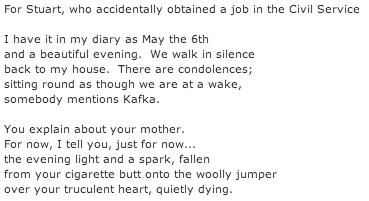 For Stuart, who accidentally obtained a job in the Civil Service
I have it in my diary as May the 6th
and a beautiful evening.  We walk in silence
back to my house.  There are condolences;
sitting round as though we are at a wake,
somebody mentions Kafka.
You explain about your mother.
For now, I tell you, just for now...
the evening light and a spark, fallen
from your cigarette butt onto the woolly jumper
over your truculent heart, quietly dying.